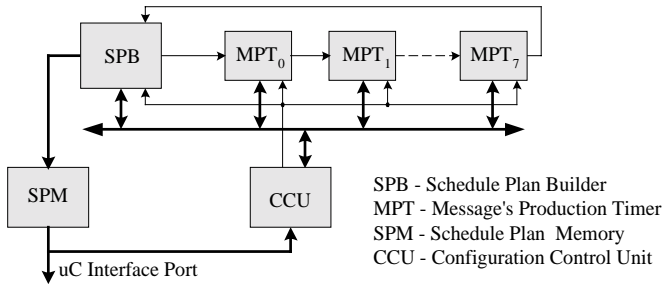 SPB
MPT0
MPT1
MPT7
SPM
CCU
SPB - Schedule Plan Builder
MPT - Message's Production Timer
SPM - Schedule Plan Memory
CCU - Configuration Control Unit
uC Interface Port